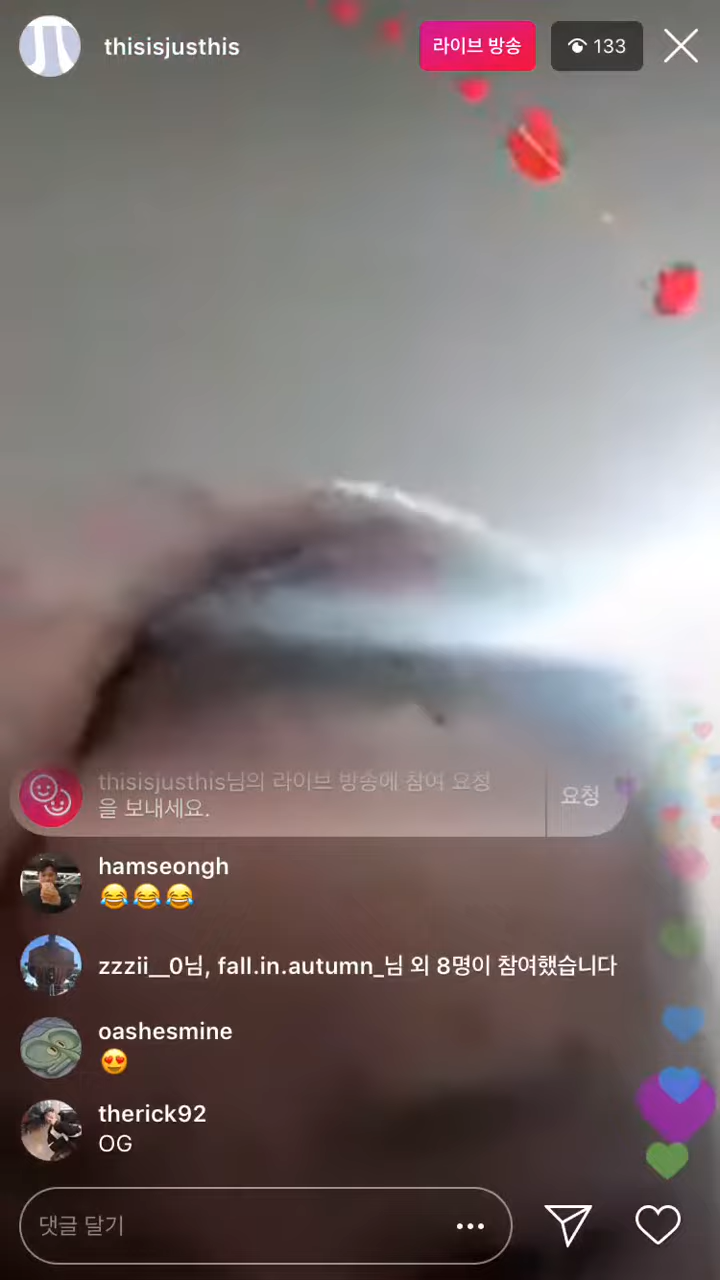 thisisjusthis
라이브 방송
133
thisisjusthis님의 라이브 방송에 참여 요청
을 보내세요.
요청
hamseongh
😂😂😂
zzzii__0님, fall.in.autumn_님 외 8명이 참여했습니다
oashesmine
😍
therick92
OG
댓글 달기